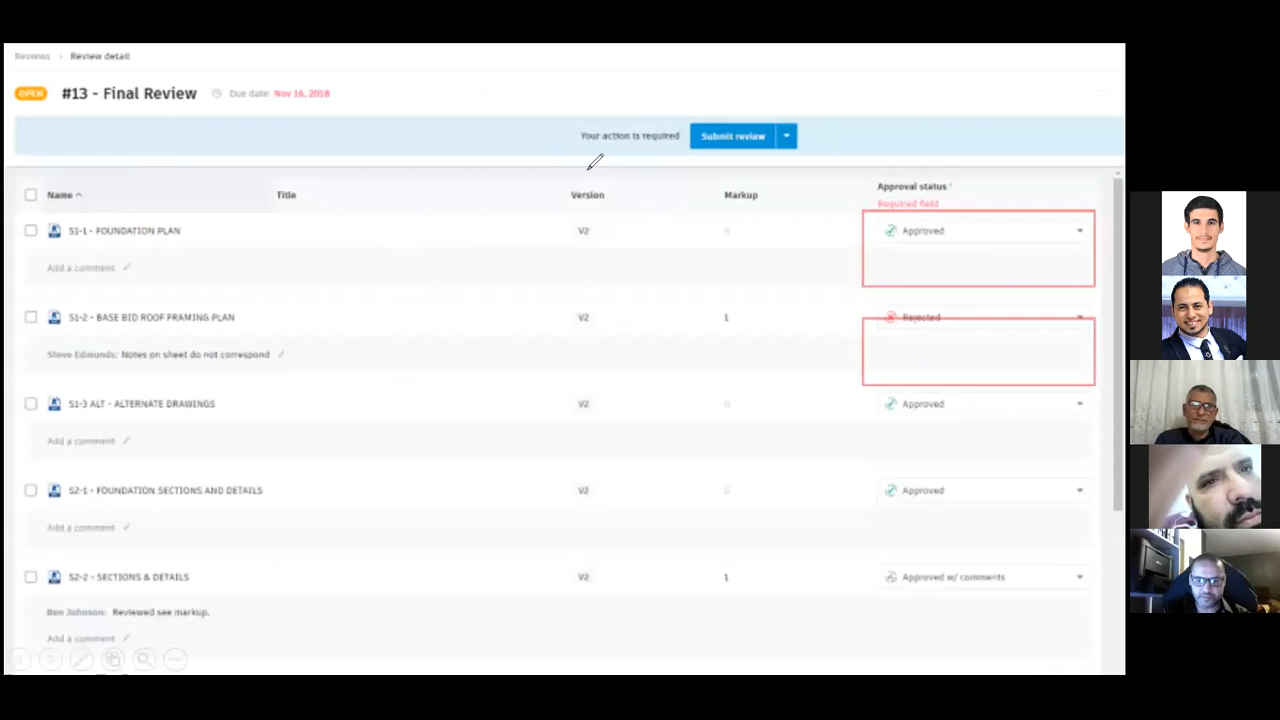 Reviews > Review detail
OPEN #13 - Final Review Due date: Nov 16, 2018
Your action is required Submit review
Name Title Version Markup Approval status *
Required field
S1-1 - FOUNDATION PLAN V2 0 Approved
Add a comment
S1-2 - BASE BID ROOF FRAMING PLAN V2 1 Rejected
Steve Edmunds: Notes on sheet do not correspond
S1-3 ALT - ALTERNATE DRAWINGS V2 0 Approved
Add a comment
S2-1 - FOUNDATION SECTIONS AND DETAILS V2 0 Approved
Add a comment
S2-2 - SECTIONS & DETAILS V2 1 Approved w/ comments
Ben Johnson: Reviewed see markup.
Add a comment